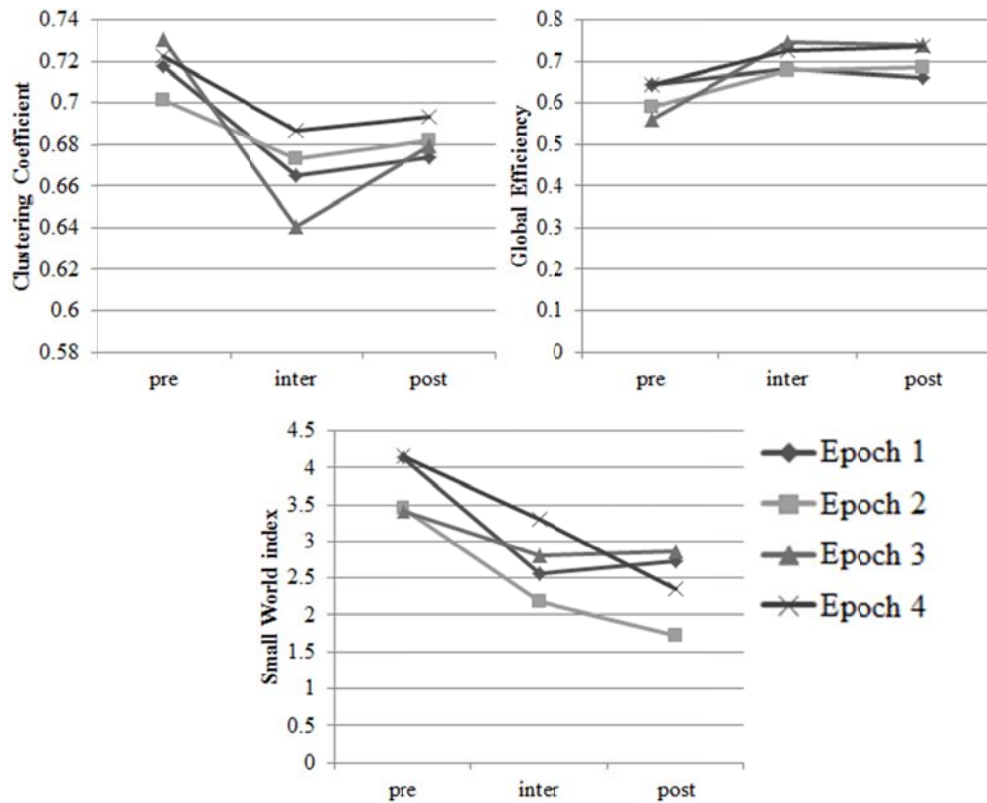 Clustering Coefficient
0.74
0.72
0.7
0.68
0.66
0.64
0.62
0.6
0.58
pre inter post
Global Efficiency
0.8
0.7
0.6
0.5
0.4
0.3
0.2
0.1
0
pre inter post
Small World index
4.5
4
3.5
3
2.5
2
1.5
1
0.5
0
pre inter post
Epoch 1
Epoch 2
Epoch 3
Epoch 4